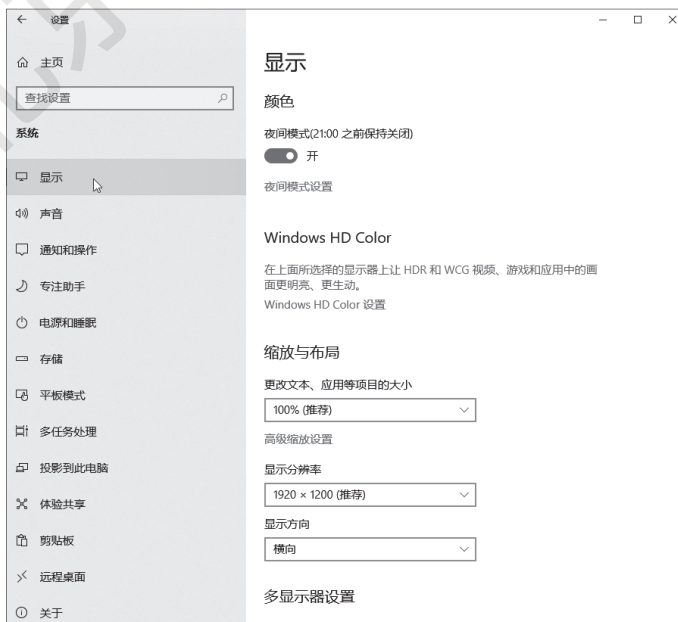 设置
主页
查找设置
系统
显示
声音
通知和操作
专注助手
电源和睡眠
存储
平板模式
多任务处理
投影到此电脑
体验共享
剪贴板
远程桌面
关于
显示
颜色
夜间模式(21:00 之前保持关闭)
开
夜间模式设置
Windows HD Color
在上面所选择的显示器上让 HDR 和 WCG 视频、游戏和应用中的画
面更明亮、更生动。
Windows HD Color 设置
缩放与布局
更改文本、应用等项目的大小
100% (推荐)
高级缩放设置
显示分辨率
1920 × 1200 (推荐)
显示方向
横向
多显示器设置